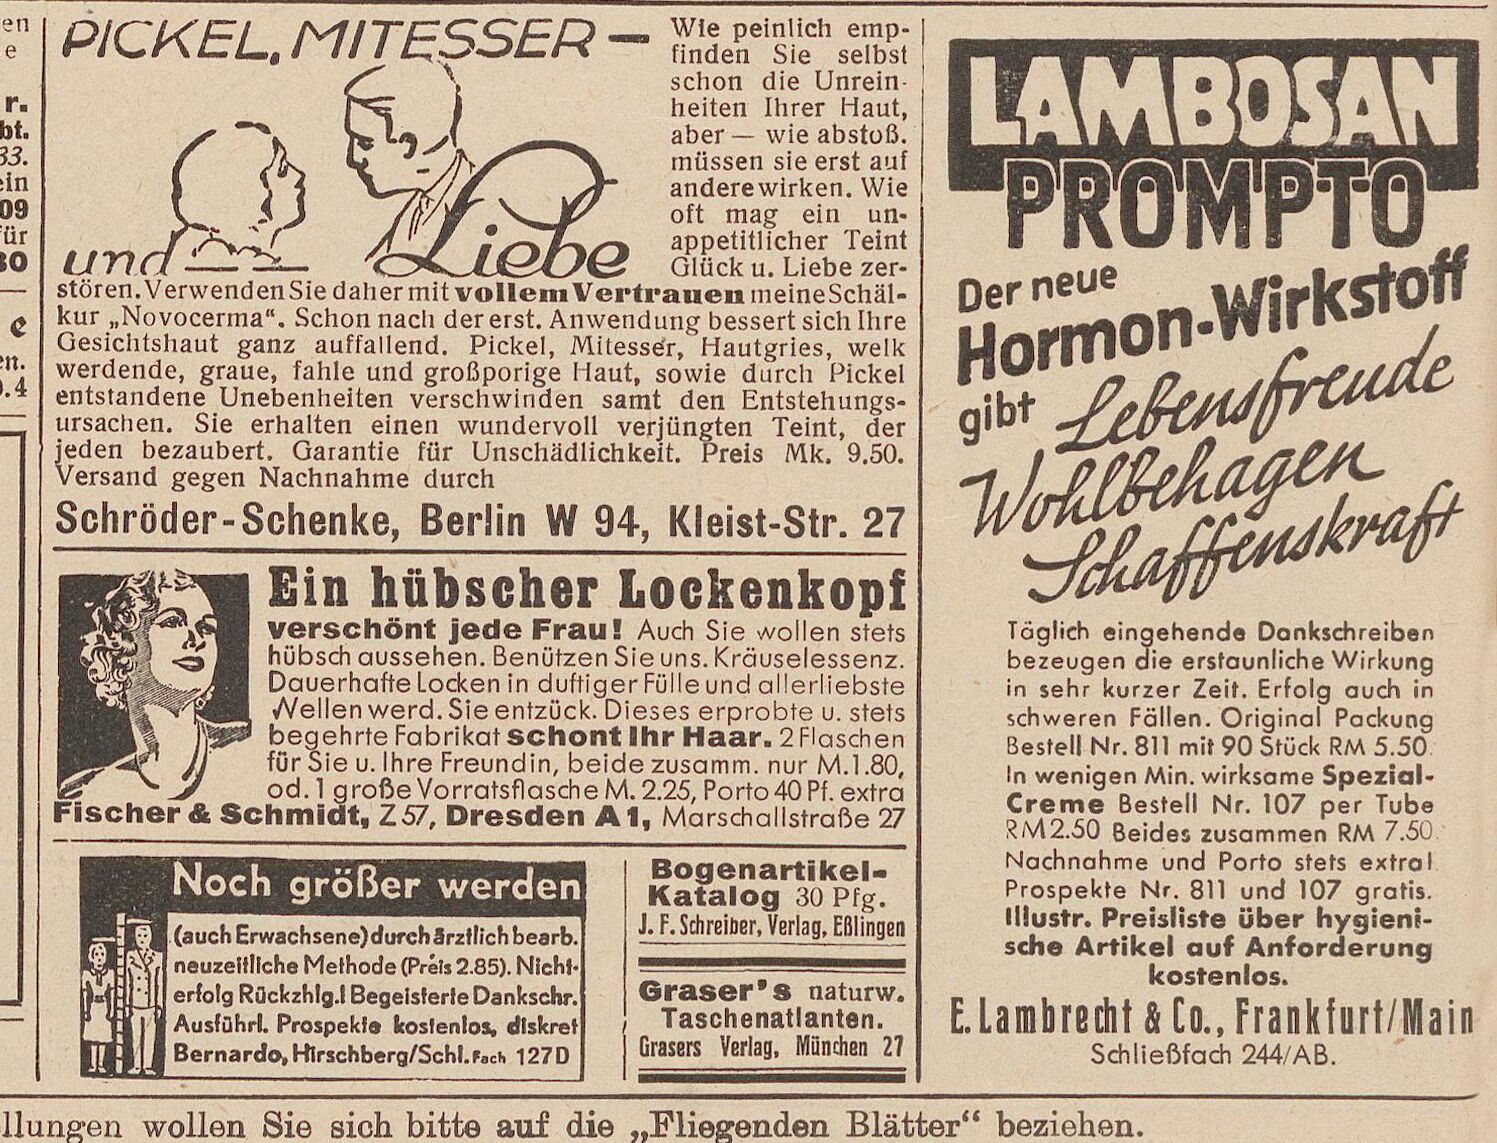 en
e
r.
bt.
33.
ein
09
für
30
e
en.
0.4
PICKEL, MITESSER —
und Liebe
Wie peinlich emp-
finden Sie selbst
schon die Unrein-
heiten Ihrer Haut,
aber — wie abstoß.
müssen sie erst auf
andere wirken. Wie
oft mag ein un-
appetitlicher Teint
Glück u. Liebe zer-
stören. Verwenden Sie daher mit vollem Vertrauen meine Schäl-
kur „Novocerma“. Schon nach der erst. Anwendung bessert sich Ihre
Gesichtshaut ganz auffallend. Pickel, Mitesser, Hautgries, welk
werdende, graue, fahle und großporige Haut, sowie durch Pickel
entstandene Unebenheiten verschwinden samt den Entstehungs-
ursachen. Sie erhalten einen wundervoll verjüngten Teint, der
jeden bezaubert. Garantie für Unschädlichkeit. Preis Mk. 9.50.
Versand gegen Nachnahme durch
Schröder-Schenke, Berlin W 94, Kleist-Str. 27
Ein hübscher Lockenkopf
verschönt jede Frau! Auch Sie wollen stets
hübsch aussehen. Benützen Sie uns. Kräuselessenz.
Dauerhafte Locken in duftiger Fülle und allerliebste
Wellen werd. Sie entzück. Dieses erprobte u. stets
begehrte Fabrikat schont Ihr Haar. 2 Flaschen
für Sie u. Ihre Freundin, beide zusamm. nur M. 1.80,
od. 1 große Vorratsflasche M. 2.25, Porto 40 Pf. extra
Fischer & Schmidt, Z 57, Dresden A 1, Marschallstraße 27
Noch größer werden
(auch Erwachsene) durch ärztlich bearb.
neuzeitliche Methode (Preis 2.85). Nicht-
erfolg Rückzhlg.! Begeisterte Dankschr.
Ausführl. Prospekte kostenlos, diskret
Bernardo, Hirschberg/Schl. Fach 127 D
Bogenartikel-
Katalog 30 Pfg.
J. F. Schreiber, Verlag, Eßlingen
Graser's naturw.
Taschenatlanten.
Grasers Verlag, München 27
LAMBOSAN
PROMPTO
Der neue
Hormon-Wirkstoff
gibt Lebensfreude
Wohlbehagen
Schaffenskraft
Täglich eingehende Dankschreiben
bezeugen die erstaunliche Wirkung
in sehr kurzer Zeit. Erfolg auch in
schweren Fällen. Original Packung
Bestell Nr. 811 mit 90 Stück RM 5.50.
In wenigen Min. wirksame Spezial-
Creme Bestell Nr. 107 per Tube
RM 2.50 Beides zusammen RM 7.50.
Nachnahme und Porto stets extra!
Prospekte Nr. 811 und 107 gratis.
Illustr. Preisliste über hygieni-
sche Artikel auf Anforderung
kostenlos.
E. Lambrecht & Co., Frankfurt/Main
Schließfach 244/AB.
llungen wollen Sie sich bitte auf die „Fliegenden Blätter“ beziehen.